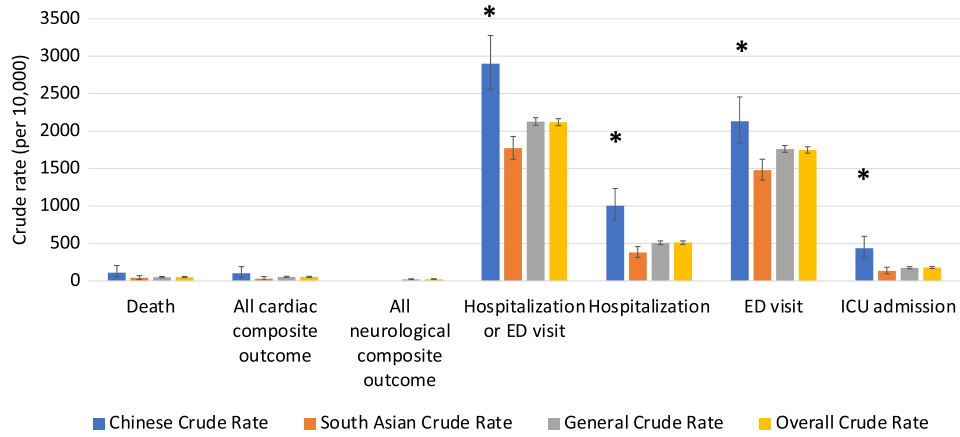 3500
3000
2500
2000
1500
1000
500
0
Crude rate (per 10,000)
*
*
*
*
Death
All cardiac
composite
outcome
All
neurological
composite
outcome
Hospitalization
or ED visit
Hospitalization
ED visit
ICU admission
Chinese Crude Rate
South Asian Crude Rate
General Crude Rate
Overall Crude Rate